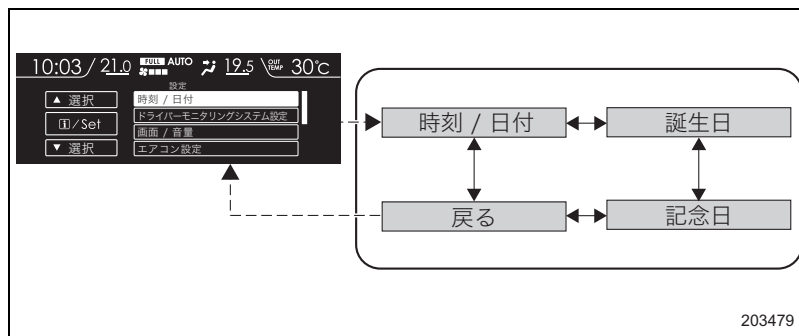 10:03 / 21.0 FULL AUTO 19.5 OUT TEMP 30℃
設定
▲ 選択
i/Set
▼ 選択
時刻 / 日付
ドライバーモニタリングシステム設定
画面 / 音量
エアコン設定
時刻 / 日付
誕生日
戻る
記念日
203479